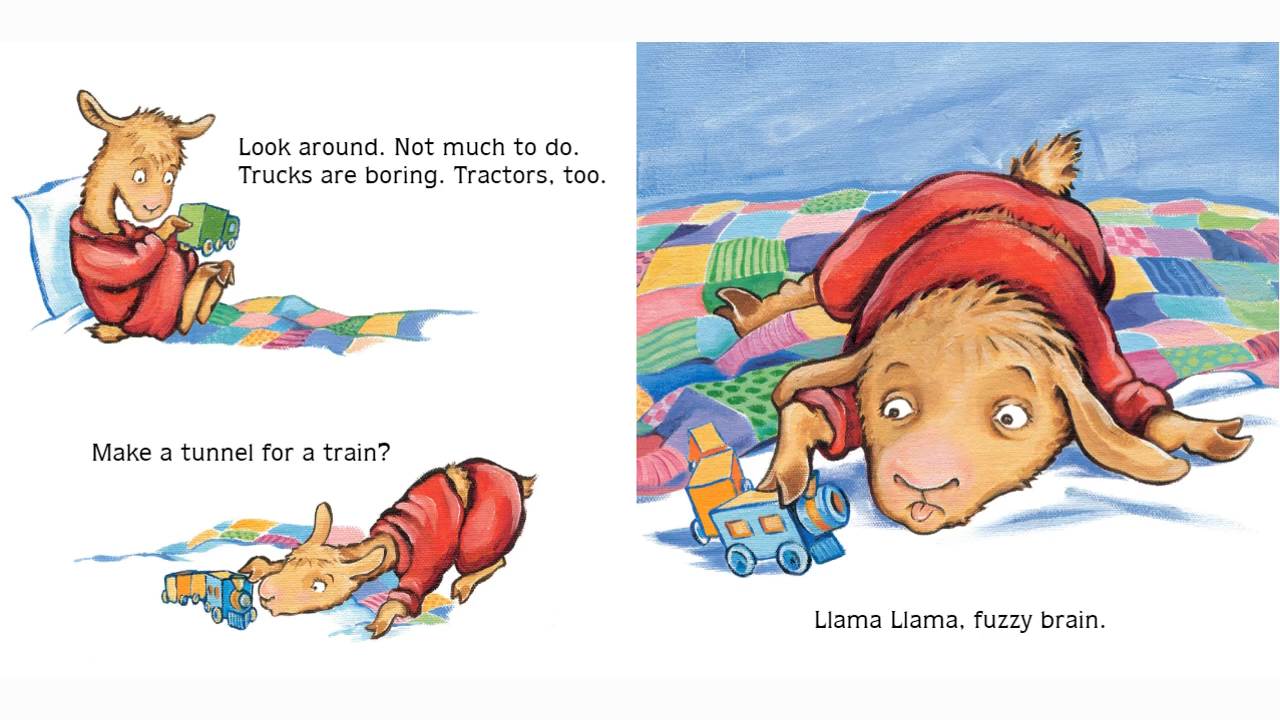 Look around. Not much to do.
Trucks are boring. Tractors, too.
Make a tunnel for a train?
Llama Llama, fuzzy brain.